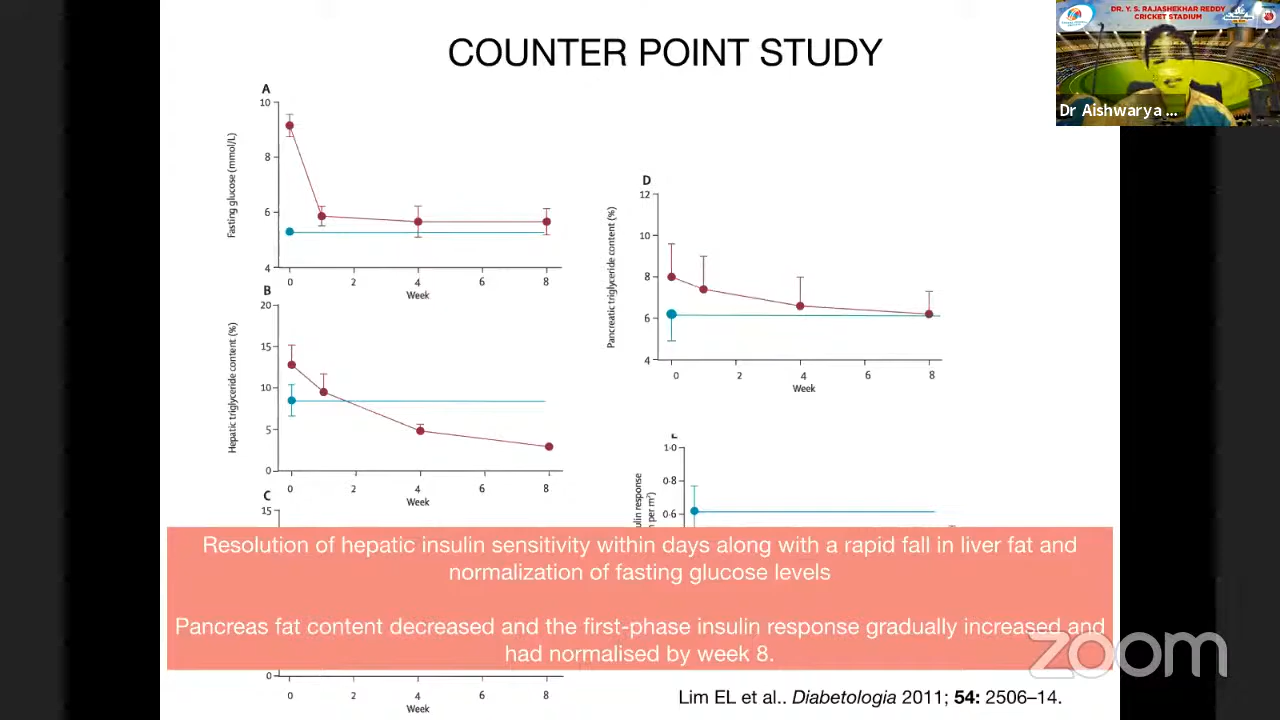 COUNTER POINT STUDY
DR. Y. S. RAJASHEKHAR REDDY
CRICKET STADIUM
Dr Aishwarya ...
A
10
8
6
4
Fasting glucose (mmol/L)
0 2 4 6 8
Week
B
20
15
10
5
0
Hepatic triglyceride content (%)
0 2 4 6 8
Week
C
15
0
0 2 4 6 8
Week
D
12
10
8
6
4
Pancreatic triglyceride content (%)
0 2 4 6 8
Week
1·0
0·8
0·6
ulin response
per m²)
Resolution of hepatic insulin sensitivity within days along with a rapid fall in liver fat and
normalization of fasting glucose levels
Pancreas fat content decreased and the first-phase insulin response gradually increased and
had normalised by week 8.
zoom
Lim EL et al.. Diabetologia 2011; 54: 2506–14.